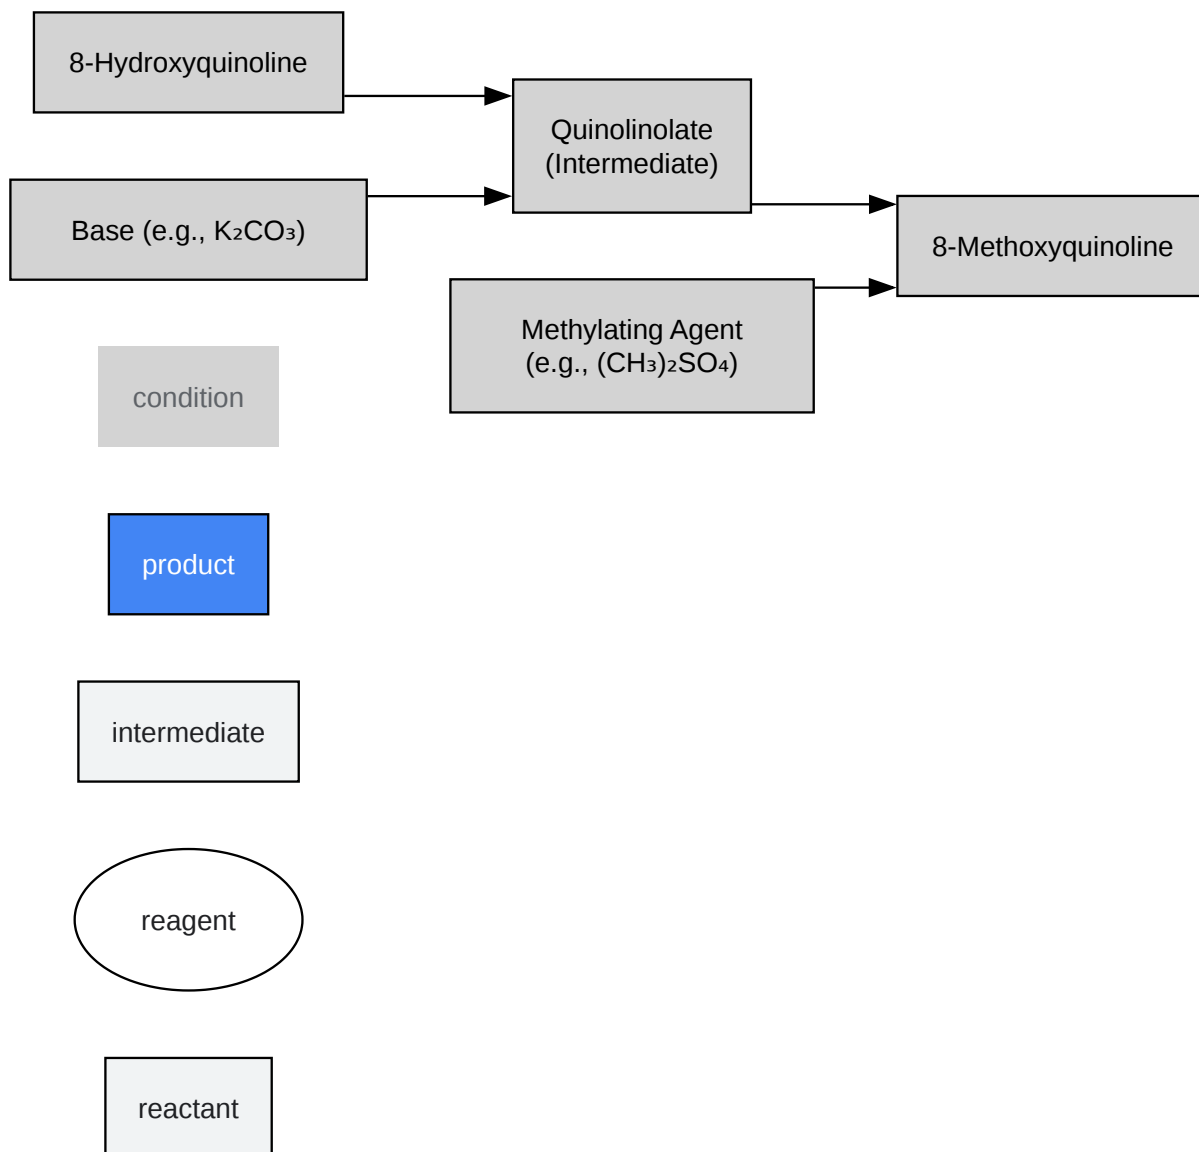 8-Hydroxyquinoline
Quinolinolate
(Intermediate)
Base (e.g., K₂CO₃)
8-Methoxyquinoline
Methylating Agent
(e.g., (CH₃)₂SO₄)
condition
product
intermediate
reagent
reactant